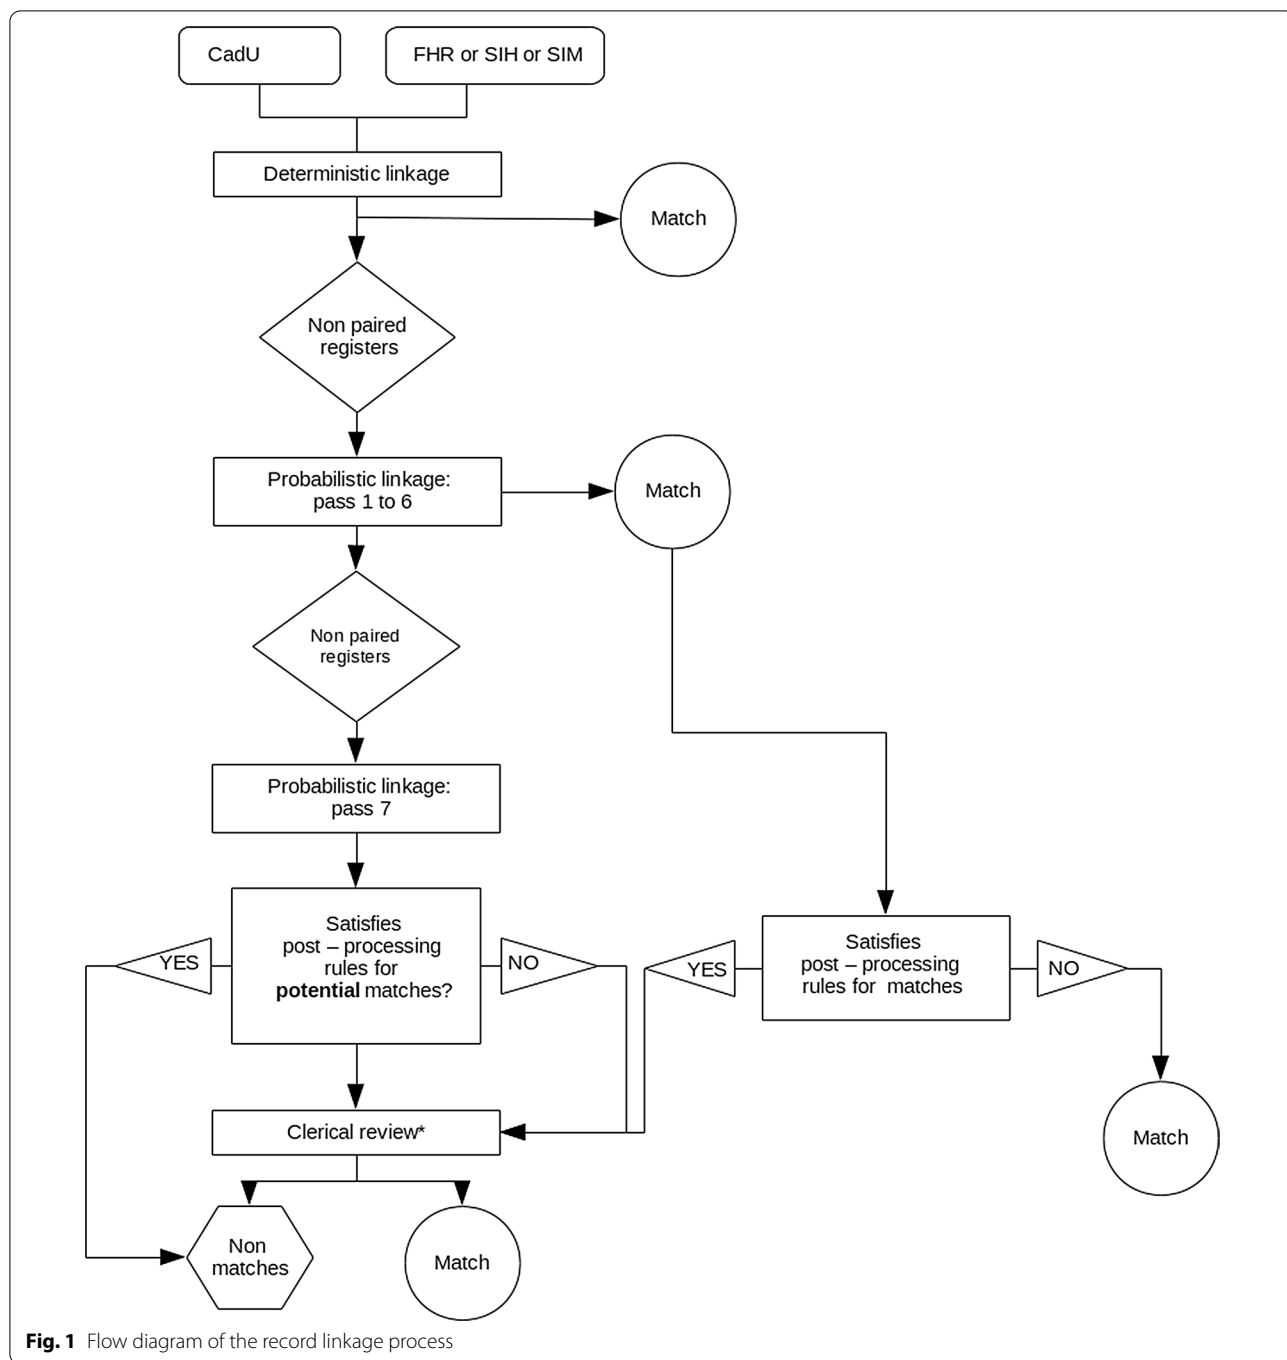 CadU
FHR or SIH or SIM
Deterministic linkage
Match
Non paired
registers
Probabilistic linkage:
pass 1 to 6
Match
Non paired
registers
Probabilistic linkage:
pass 7
Satisfies
post – processing
rules for
potential matches?
YES
NO
Satisfies
post – processing
rules for matches
YES
NO
Clerical review*
Match
Non
matches
Match
Fig. 1 Flow diagram of the record linkage process